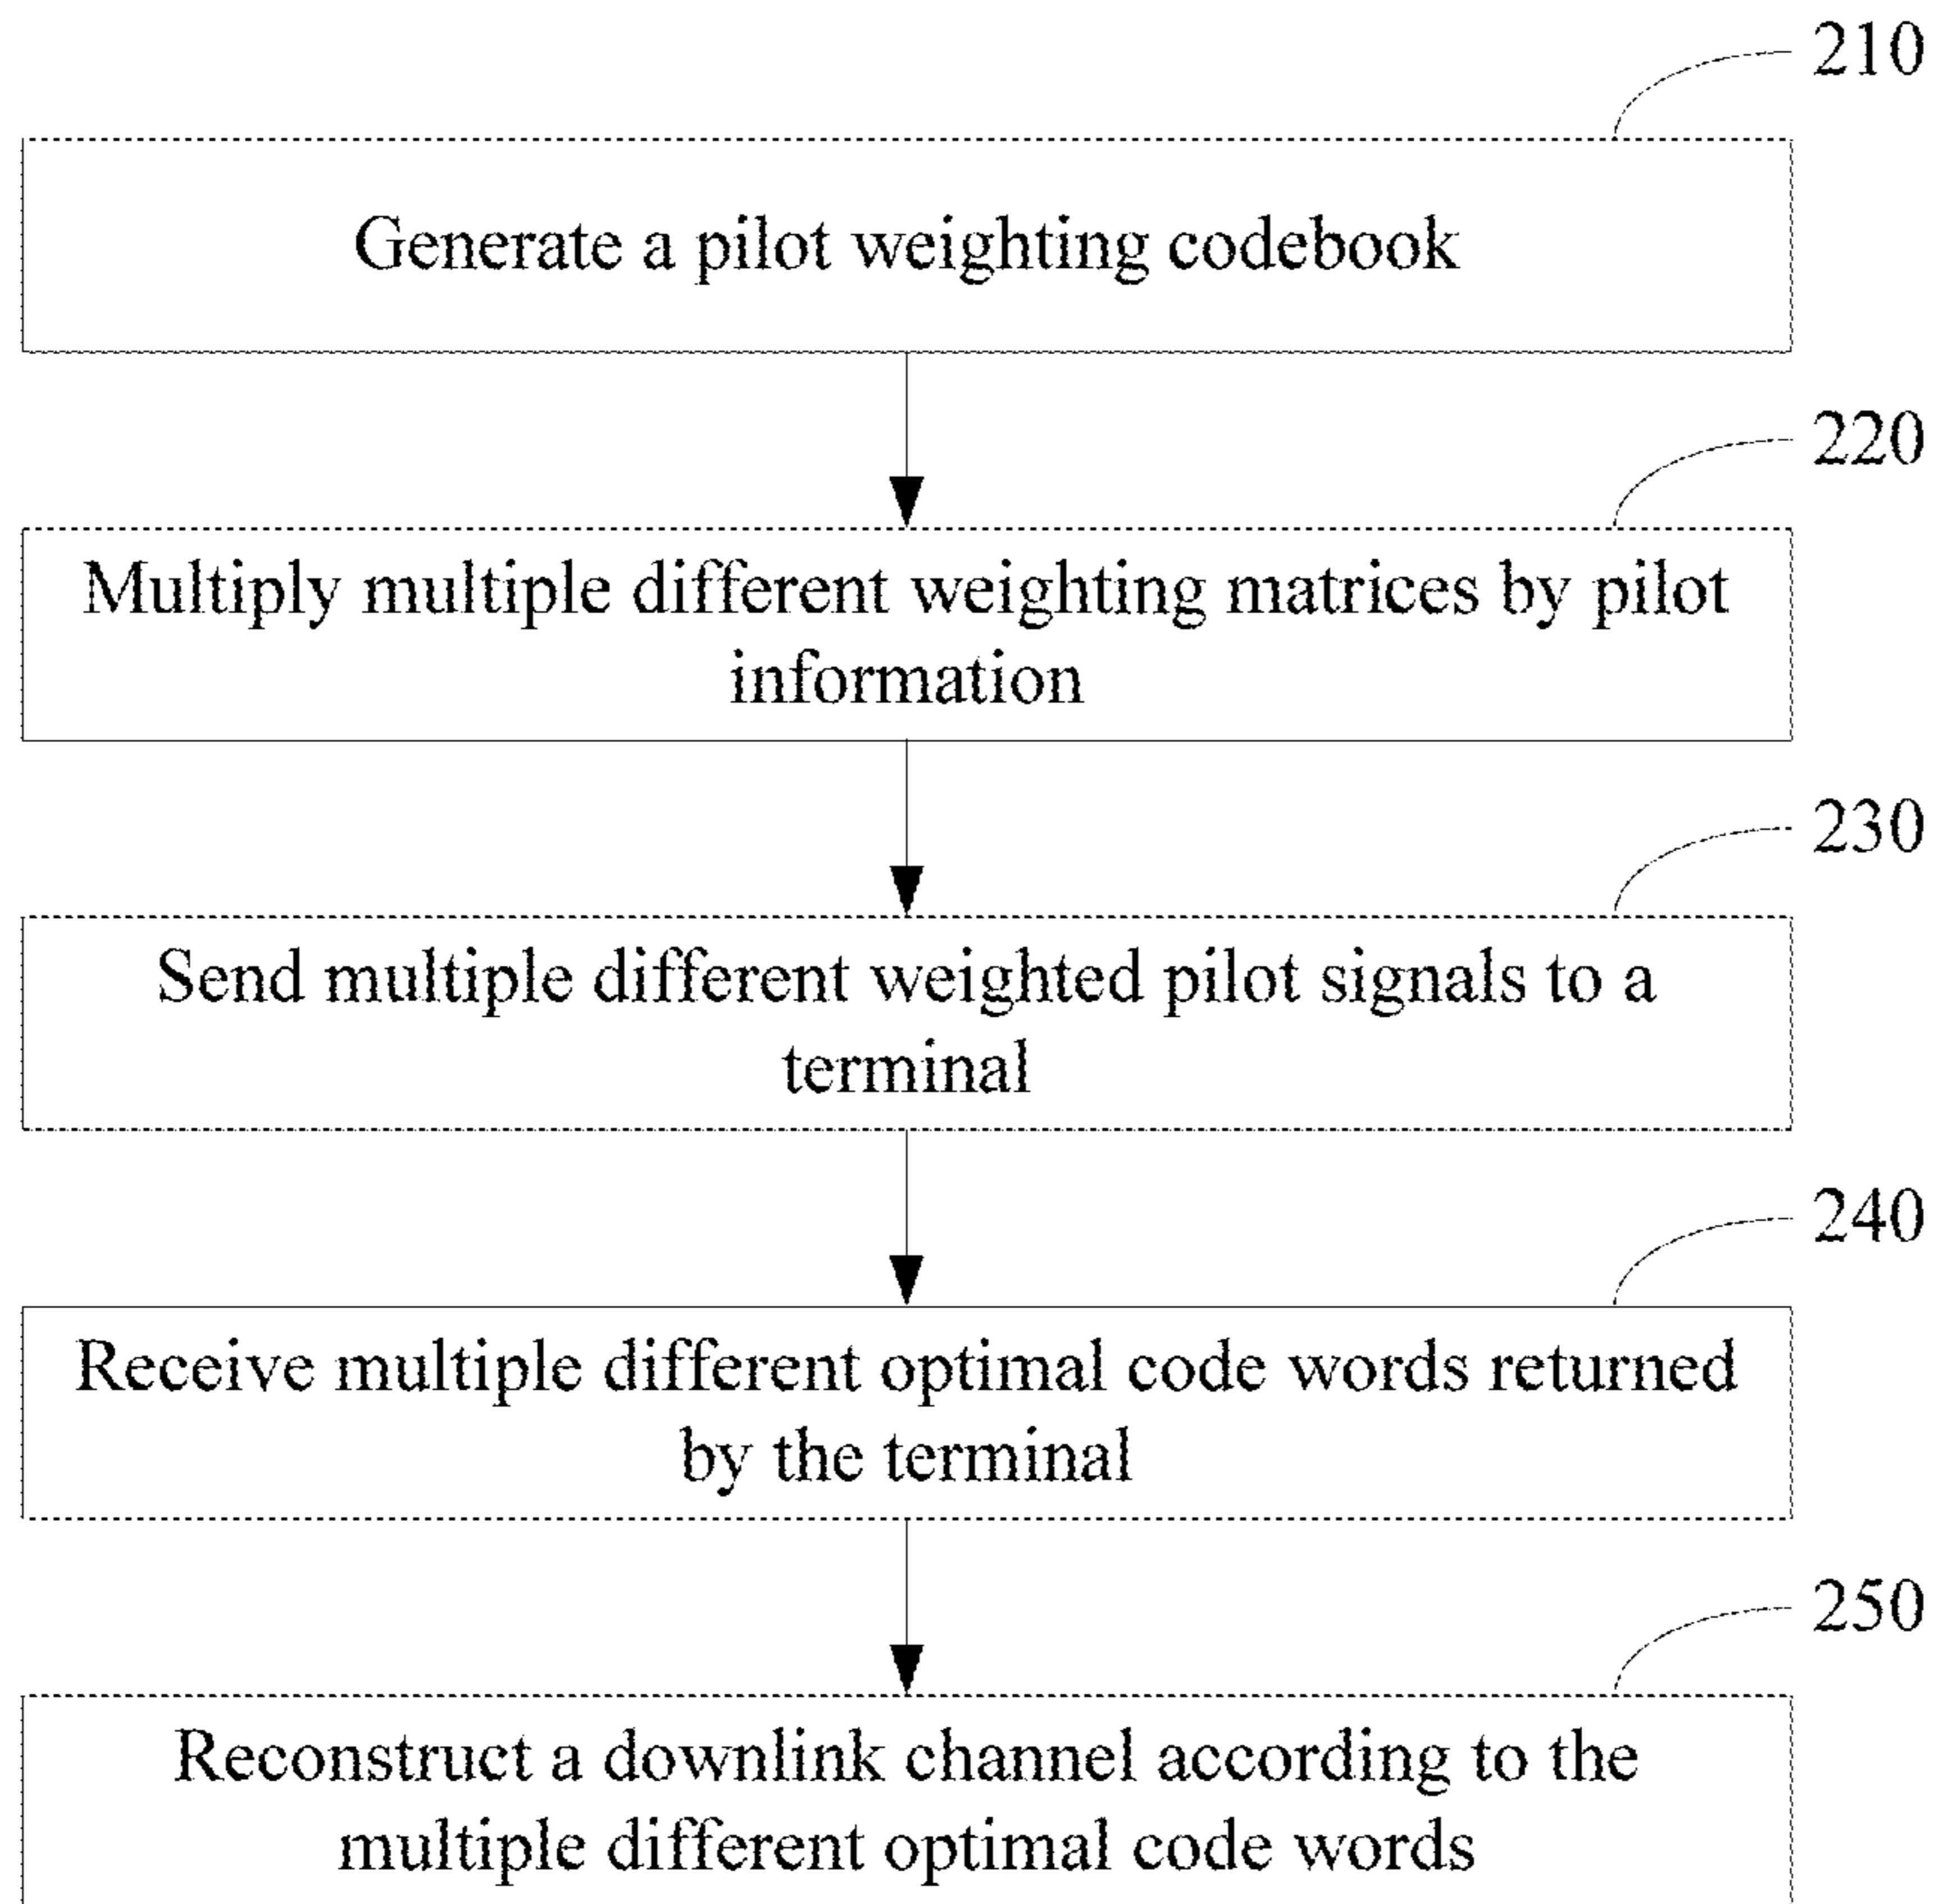 210
Generate a pilot weighting codebook
220
Multiply multiple different weighting matrices by pilot
information
230
Send multiple different weighted pilot signals to a
terminal
240
Receive multiple different optimal code words returned
by the terminal
250
Reconstruct a downlink channel according to the
multiple different optimal code words